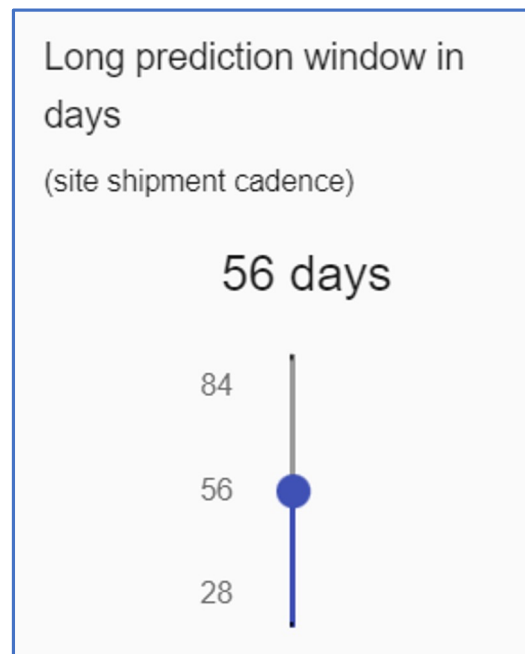 Long prediction window in
days
(site shipment cadence)
56 days
84
56
28